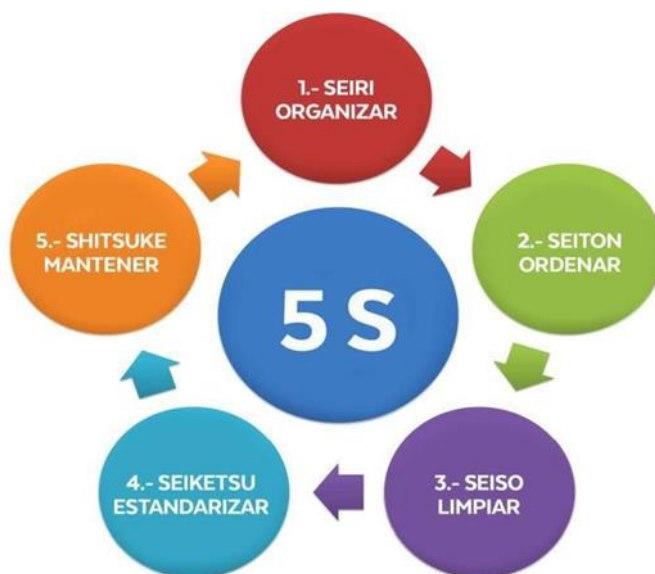 1.- SEIRI
ORGANIZAR
2.- SEITON
ORDENAR
3.- SEISO
LIMPIAR
4.- SEIKETSU
ESTANDARIZAR
5.- SHITSUKE
MANTENER
5 S